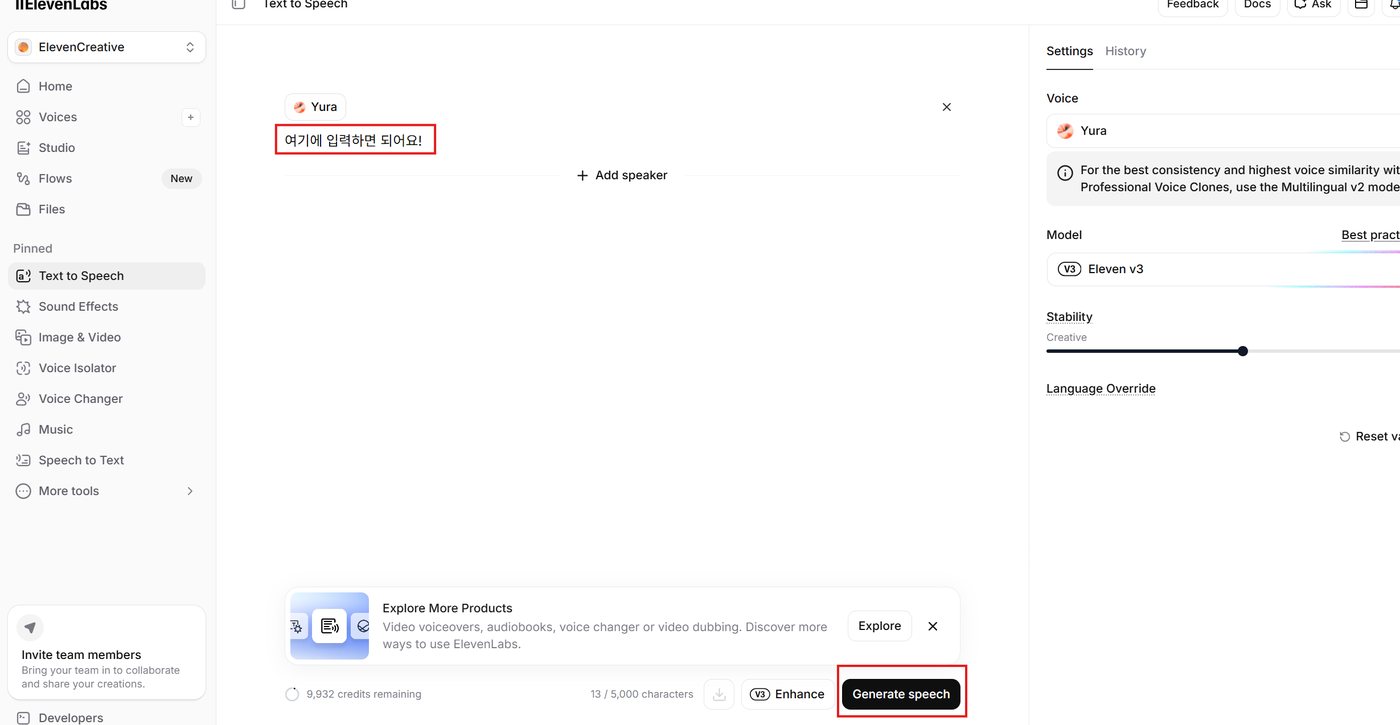 IIElevenLabs
Text to Speech
Feedback
Docs
Ask
ElevenCreative
Home
Voices
+
Studio
Flows
New
Files
Pinned
Text to Speech
Sound Effects
Image & Video
Voice Isolator
Voice Changer
Music
Speech to Text
More tools
Invite team members
Bring your team in to collaborate
and share your creations.
Developers
Yura
여기에 입력하면 되어요!
+ Add speaker
Explore More Products
Video voiceovers, audiobooks, voice changer or video dubbing. Discover more
ways to use ElevenLabs.
Explore
9,932 credits remaining
13 / 5,000 characters
V3 Enhance
Generate speech
Settings
History
Voice
Yura
For the best consistency and highest voice similarity
Professional Voice Clones, use the Multilingual v2
Model
Best
V3 Eleven v3
Stability
Creative
Language Override
Reset